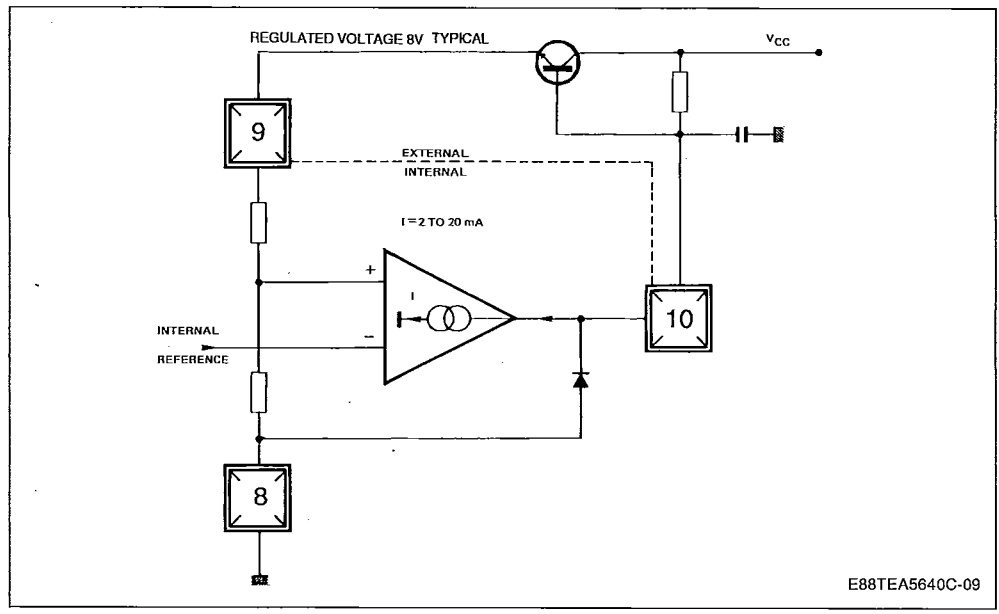 REGULATED VOLTAGE 8V TYPICAL
VCC
9
EXTERNAL
INTERNAL
I = 2 TO 20 mA
+
I
10
INTERNAL
−
REFERENCE
8
E88TEA5640C-09